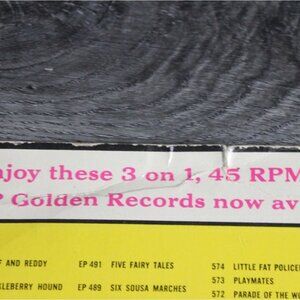 njoy these 3 on 1, 45 RPM
P Golden Records now av
F AND REDDY EP 491 FIVE FAIRY TALES 574 LITTLE FAT POLICE
573 PLAYMATES
KLEBERRY HOUND EP 489 SIX SOUSA MARCHES 572 PARADE OF THE W